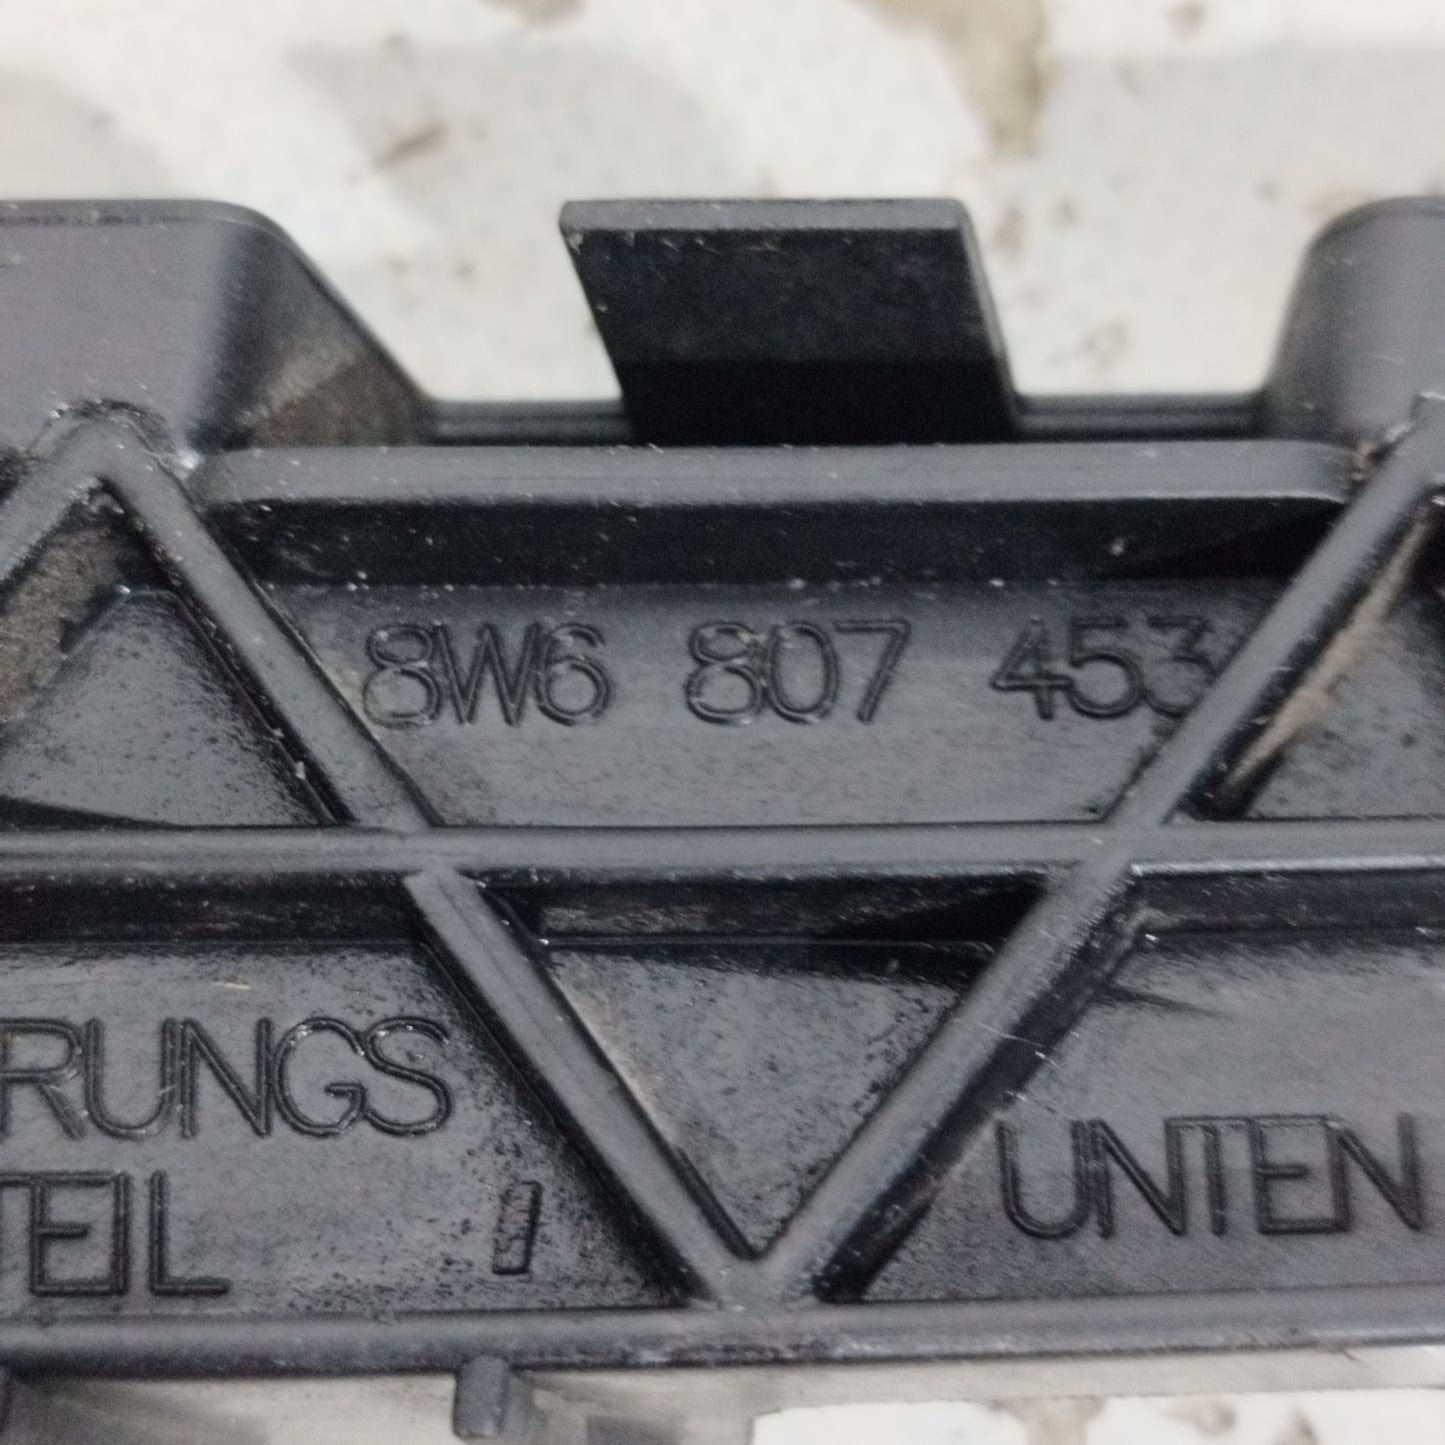 8W6 807 453
RUNGS
TEIL
UNTEN